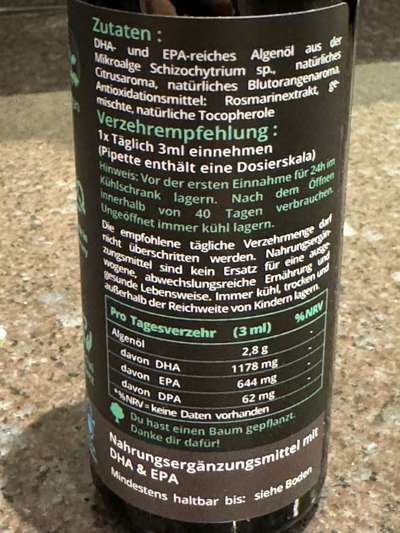 Zutaten :
DHA- und EPA-reiches Algenöl aus der
Mikroalge Schizochytrium sp., natürliches
Citrusaroma, natürliches Blutorangenaroma,
Antioxidationsmittel: Rosmarinextrakt, ge-
mischte, natürliche Tocopherole
Verzehrempfehlung :
1x Täglich 3ml einnehmen
(Pipette enthält eine Dosierskala)
Hinweis: Vor der ersten Einnahme für 24h im
Kühlschrank lagern. Nach dem Öffnen
innerhalb von 40 Tagen verbrauchen.
Ungeöffnet immer kühl lagern.
Die empfohlene tägliche Verzehrmenge darf
nicht überschritten werden. Nahrungsergän-
zungsmittel sind kein Ersatz für eine ausge-
wogene, abwechslungsreiche Ernährung und
gesunde Lebensweise. Immer kühl, trocken und
außerhalb der Reichweite von Kindern lagern.
Pro Tagesverzehr (3 ml) %NRV
Algenöl 2,8 g -
davon DHA 1178 mg -
davon EPA 644 mg -
davon DPA 62 mg -
*%NRV = keine Daten vorhanden
Du hast einen Baum gepflanzt.
Danke dir dafür!
Nahrungsergänzungsmittel mit
DHA & EPA
Mindestens haltbar bis: siehe Boden